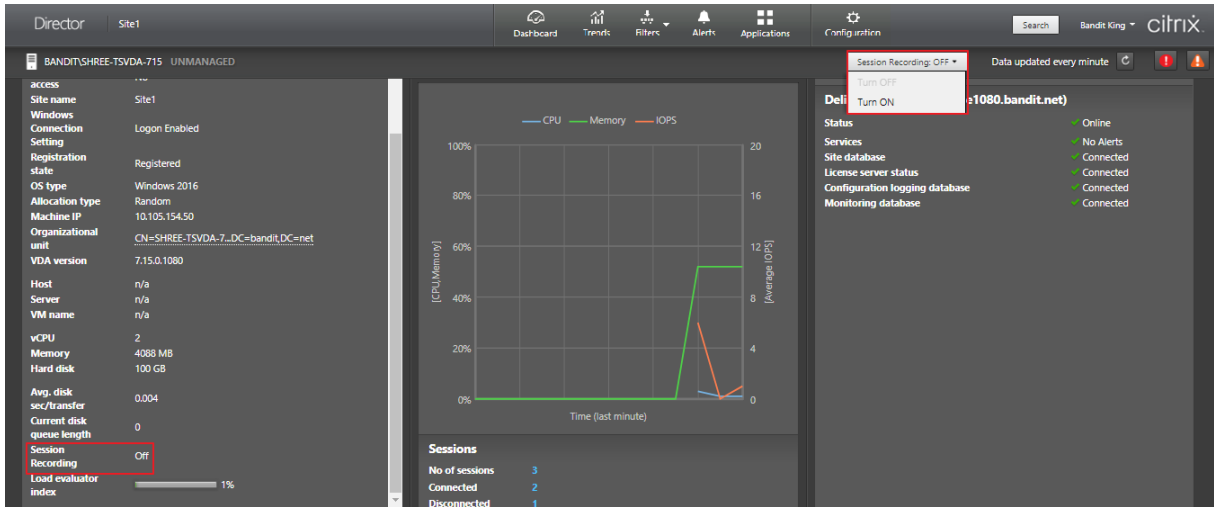 Director Site1 Dashboard Trends Filters Alerts Applications Configuration Search Bandit King citrix
BANDIT\SHREE-TSVDA-715 UNMANAGED Session Recording: OFF Data updated every minute
Turn OFF
Turn ON
access
Site name Site1
Windows
Connection
Setting Logon Enabled
Registration
state Registered
OS type Windows 2016
Allocation type Random
Machine IP 10.105.154.50
Organizational
unit CN=SHREE-TSVDA-7...DC=bandit,DC=net
VDA version 7.15.0.1080
Host n/a
Server n/a
VM name n/a
vCPU 2
Memory 4088 MB
Hard disk 100 GB
Avg. disk
sec/transfer 0.004
Current disk
queue length 0
Session
Recording Off
Load evaluator
index 1%
CPU Memory IOPS
100% 20
80% 16
60% 12
40% 8
20% 4
0% 0
[CPU,Memory]
[Average IOPS]
Time (last minute)
Sessions
No of sessions 3
Connected 2
Disconnected 1
Deli e1080.bandit.net)
Status Online
Services No Alerts
Site database Connected
License server status Connected
Configuration logging database Connected
Monitoring database Connected